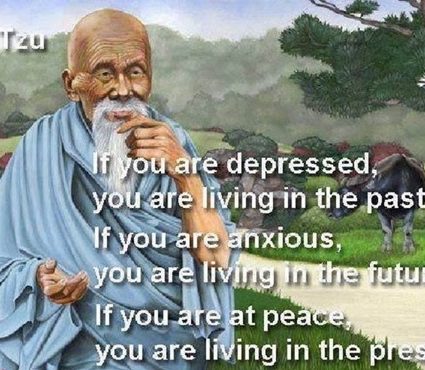 Tzu
If you are depressed,
you are living in the past
If you are anxious,
you are living in the futur
If you are at peace,
you are living in the pres